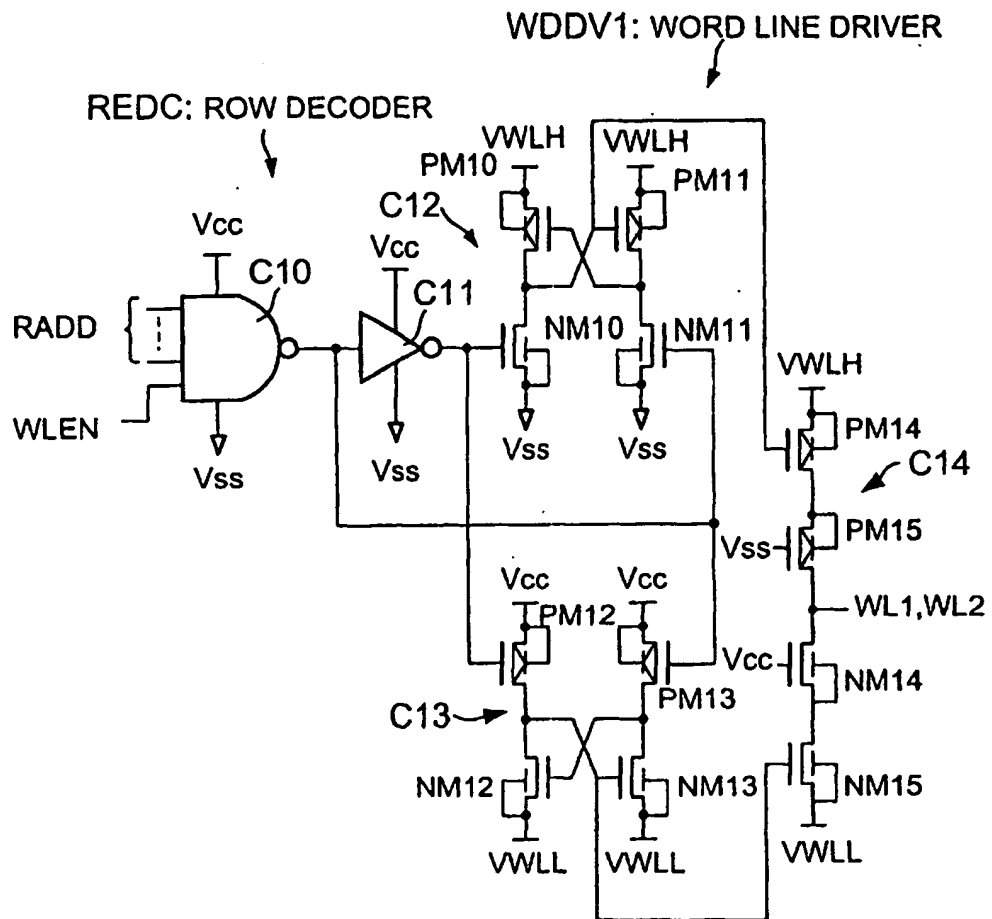 WDDV1: WORD LINE DRIVER
REDC: ROW DECODER
VWLH VWLH
PM10 PM11
C12
Vcc Vcc
C10 C11
RADD
NM10 NM11
WLEN
VWLH
Vss Vss Vss Vss
PM14
C14
PM15
Vss
Vcc Vcc
PM12
WL1,WL2
Vcc
NM14
PM13
C13
NM12 NM13 NM15
VWLL VWLL VWLL